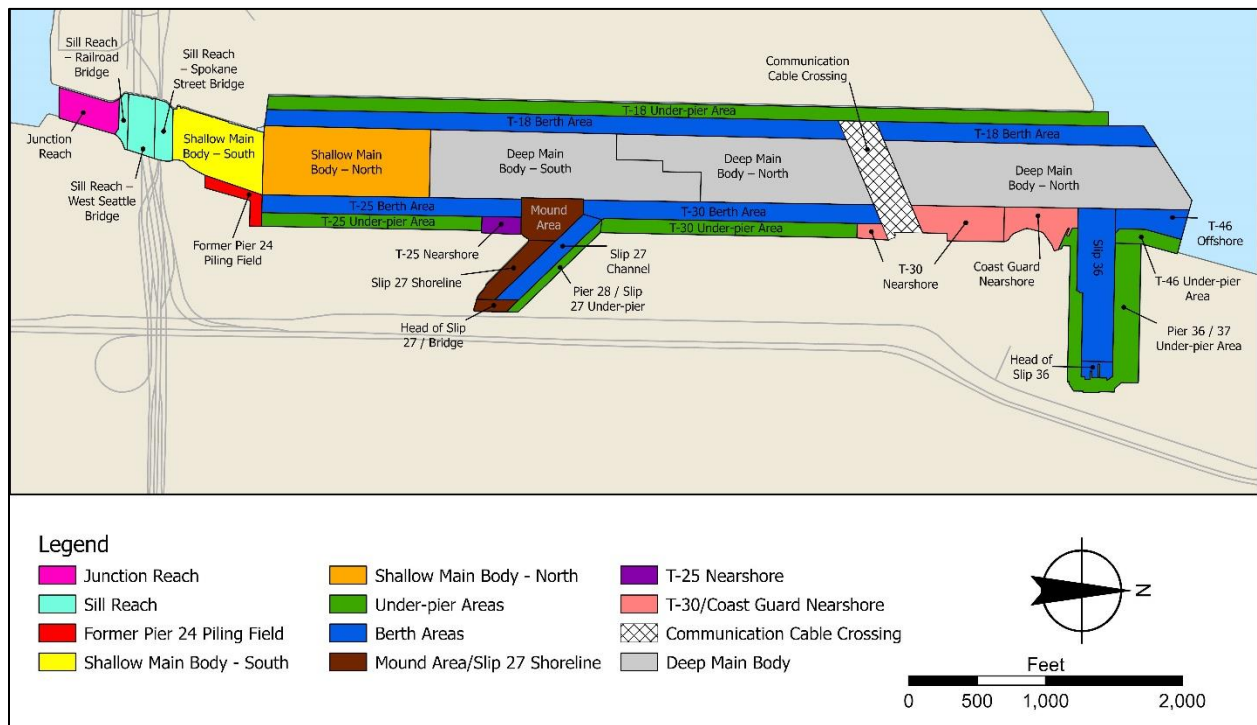 Sill Reach
– Railroad
Bridge
Sill Reach
– Spokane
Street Bridge
Communication
Cable Crossing
T-18 Under-pier Area
T-18 Berth Area
T-18 Berth Area
Junction
Reach
Shallow Main
Body – South
Shallow Main
Body – North
Deep Main
Body – South
Deep Main
Body – North
Deep Main
Body – North
Sill Reach –
West Seattle
Bridge
Former Pier 24
Piling Field
T-25 Berth Area
T-25 Under-pier Area
Mound
Area
T-30 Berth Area
T-30 Under-pier Area
T-25 Nearshore
Slip 27 Shoreline
Head of Slip
27 / Bridge
Slip 27
Channel
Pier 28 / Slip
27 Under-pier
T-30
Nearshore
Coast Guard
Nearshore
Slip 36
T-46
Offshore
T-46 Under-pier
Area
Pier 36 / 37
Under-pier Area
Head of
Slip 36
Legend
Junction Reach
Sill Reach
Former Pier 24 Piling Field
Shallow Main Body - South
Shallow Main Body - North
Under-pier Areas
Berth Areas
Mound Area/Slip 27 Shoreline
T-25 Nearshore
T-30/Coast Guard Nearshore
Communication Cable Crossing
Deep Main Body
N
Feet
0 500 1,000 2,000